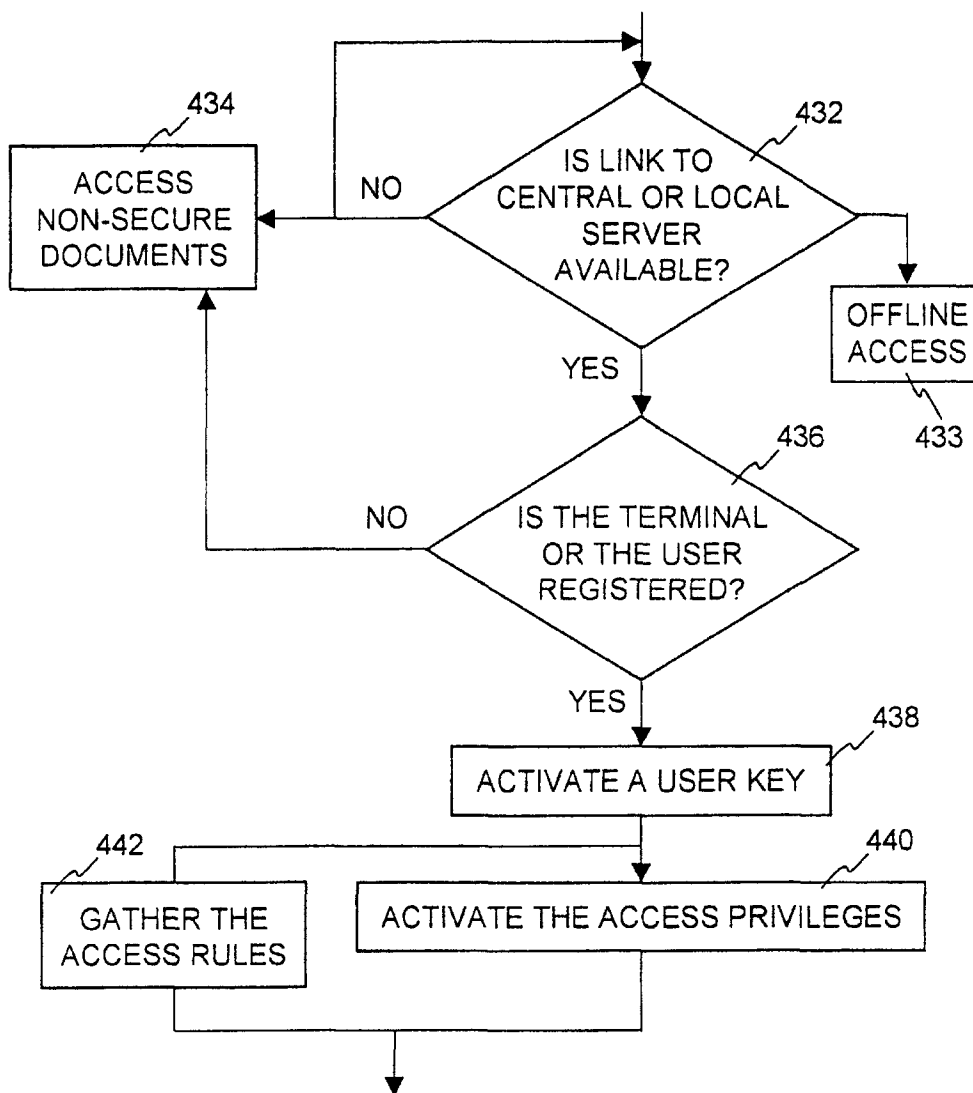 434
ACCESS
NON-SECURE
DOCUMENTS
NO
432
IS LINK TO
CENTRAL OR LOCAL
SERVER
AVAILABLE?
OFFLINE
ACCESS
433
YES
436
NO
IS THE TERMINAL
OR THE USER
REGISTERED?
YES
438
ACTIVATE A USER KEY
442
GATHER THE
ACCESS RULES
440
ACTIVATE THE ACCESS PRIVILEGES